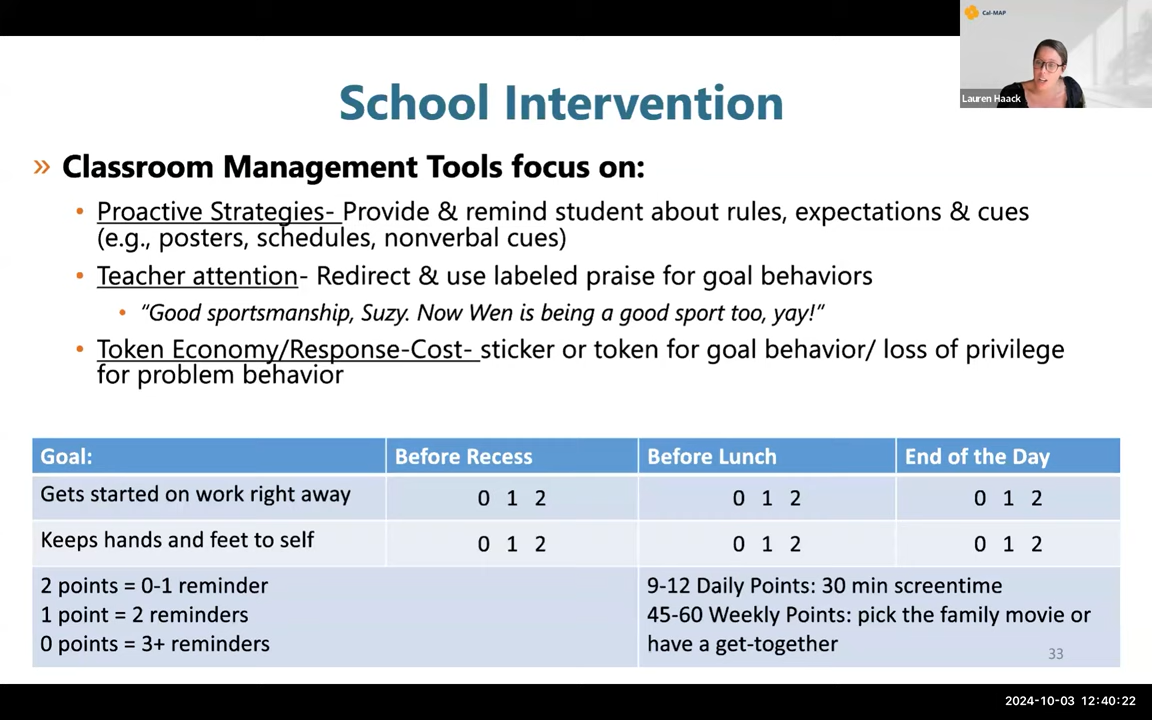 Cal-MAP
Lauren Haack
School Intervention
» Classroom Management Tools focus on:
• Proactive Strategies- Provide & remind student about rules, expectations & cues
(e.g., posters, schedules, nonverbal cues)
• Teacher attention- Redirect & use labeled praise for goal behaviors
• “Good sportsmanship, Suzy. Now Wen is being a good sport too, yay!”
• Token Economy/Response-Cost- sticker or token for goal behavior/ loss of privilege
for problem behavior
Goal: Before Recess Before Lunch End of the Day
Gets started on work right away 0 1 2 0 1 2 0 1 2
Keeps hands and feet to self 0 1 2 0 1 2 0 1 2
2 points = 0-1 reminder
1 point = 2 reminders
0 points = 3+ reminders
9-12 Daily Points: 30 min screentime
45-60 Weekly Points: pick the family movie or
have a get-together
33
2024-10-03 12:40:22